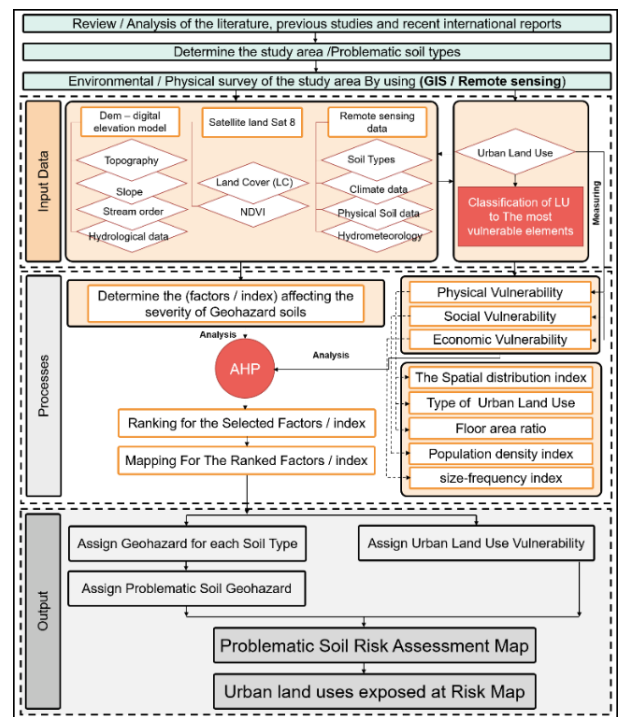 Review / Analysis of the literature, previous studies and recent international reports
Determine the study area /Problematic soil types
Environmental / Physical survey of the study area By using (GIS / Remote sensing)
Input Data
Dem – digital
elevation model
Topography
Slope
Stream order
Hydrological data
Satellite land Sat 8
Land Cover (LC)
NDVI
Remote sensing
data
Soil Types
Climate data
Physical Soil data
Hydrometeorology
Urban Land Use
Classification of LU
to The most
vulnerable elements
Measuring
Processes
Determine the (factors / index) affecting the
severity of Geohazard soils
Analysis
AHP
Analysis
Ranking for the Selected Factors / index
Mapping For The Ranked Factors / index
Physical Vulnerability
Social Vulnerability
Economic Vulnerability
The Spatial distribution index
Type of Urban Land Use
Floor area ratio
Population density index
size-frequency index
Output
Assign Geohazard for each Soil Type
Assign Urban Land Use Vulnerability
Assign Problematic Soil Geohazard
Problematic Soil Risk Assessment Map
Urban land uses exposed at Risk Map